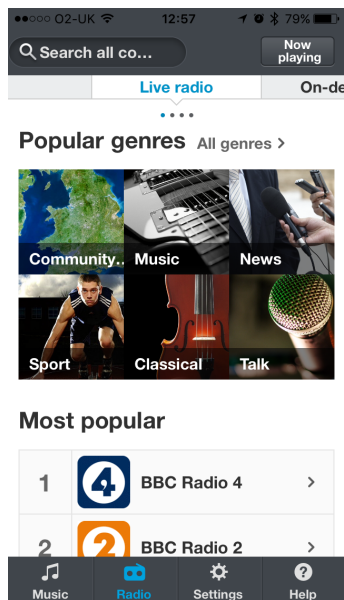 O2-UK 12:57 79%
Search all co... Now playing
Live radio On-de
Popular genres All genres >
Community.. Music News
Sport Classical Talk
Most popular
1 4 BBC Radio 4 >
2 2 BBC Radio 2 >
Music Radio Settings ? Help